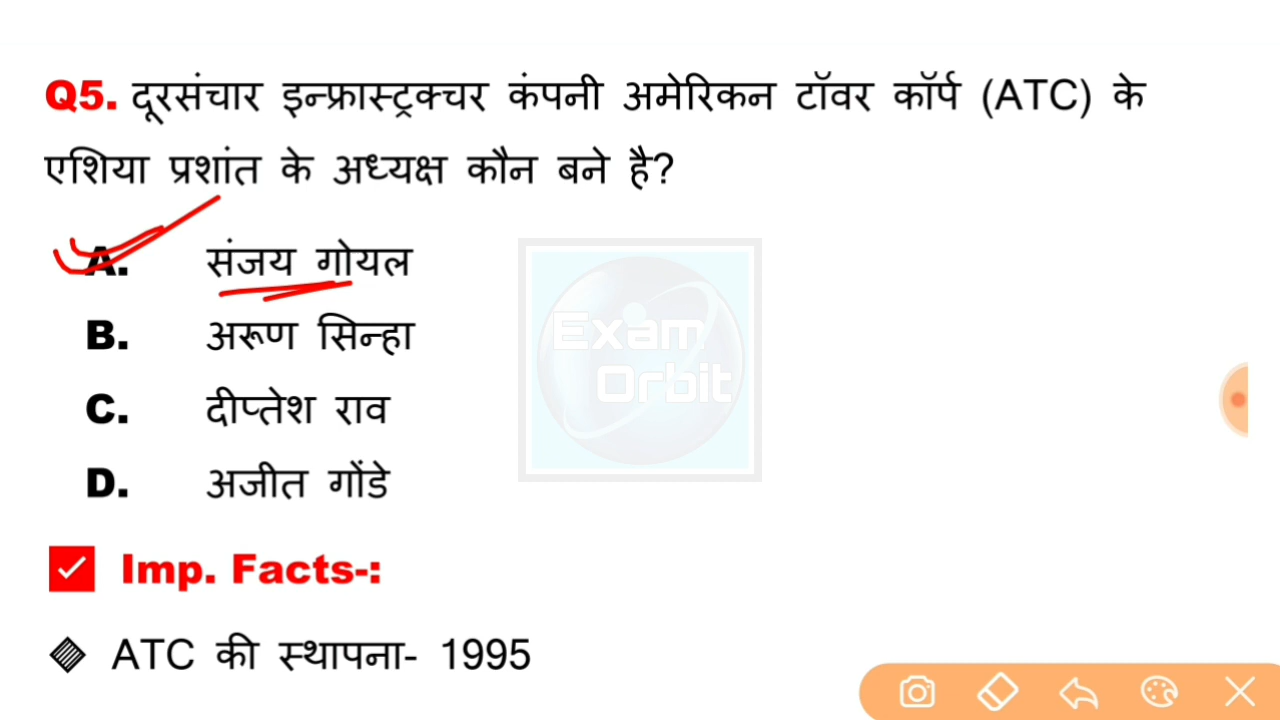 Q5. दूरसंचार इन्फ्रास्ट्रक्चर कंपनी अमेरिकन टॉवर कॉर्प (ATC) के
एशिया प्रशांत के अध्यक्ष कौन बने है?
A. संजय गोयल
B. अरूण सिन्हा
C. दीप्तेश राव
D. अजीत गोंडे
Exam
Orbit
Imp. Facts-:
ATC की स्थापना- 1995